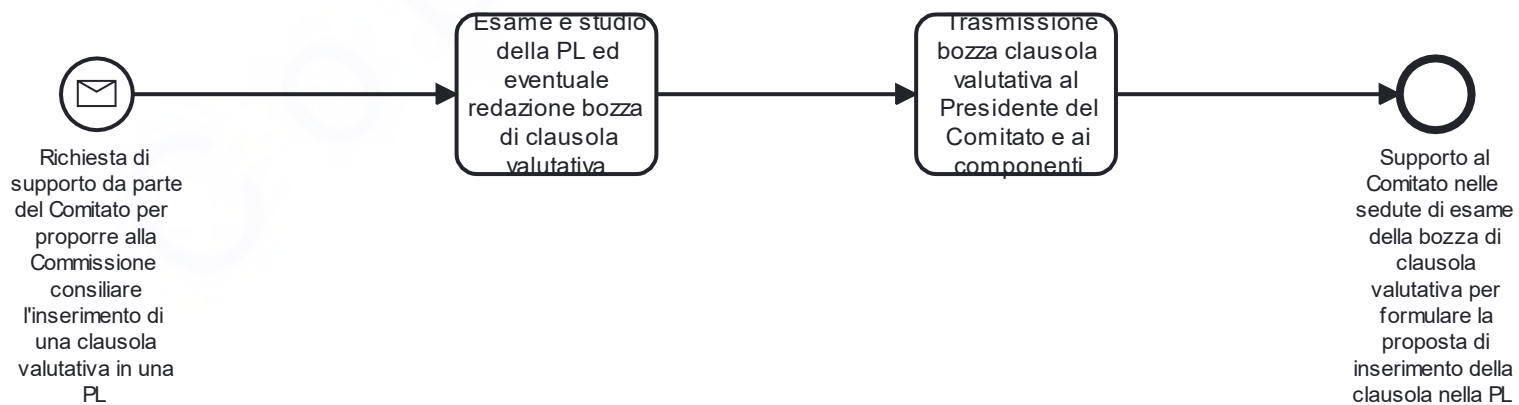 Richiesta di
supporto da parte
del Comitato per
proporre alla
Commissione
consiliare
l'inserimento di
una clausola
valutativa in una
PL
Esame e studio
della PL ed
eventuale
redazione bozza
di clausola
valutativa
Trasmissione
bozza clausola
valutativa al
Presidente del
Comitato e ai
componenti
Supporto al
Comitato nelle
sedute di esame
della bozza di
clausola
valutativa per
formulare la
proposta di
inserimento della
clausola nella PL